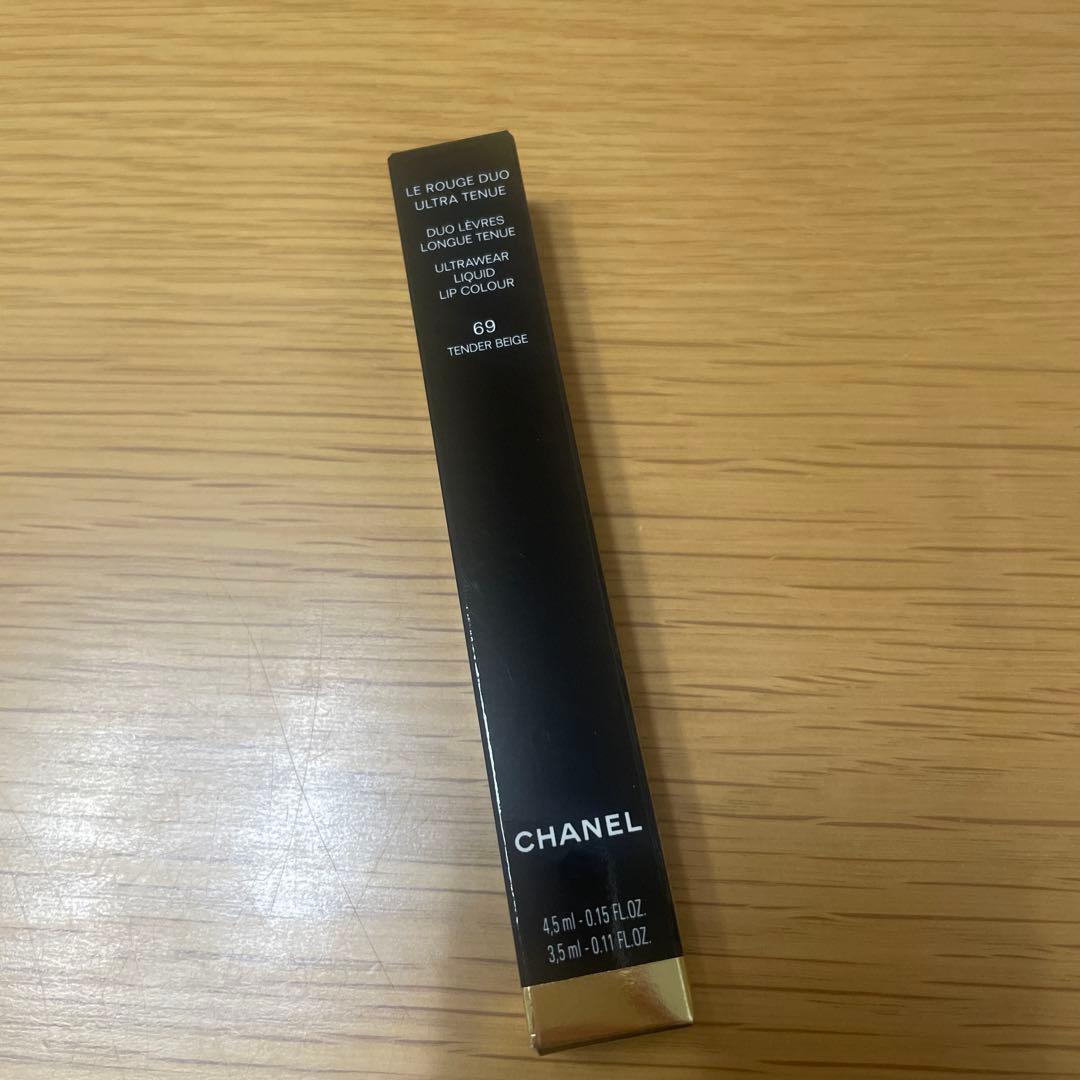 LE ROUGE DUO
ULTRA TENUE
DUO LÈVRES
LONGUE TENUE
ULTRAWEAR
LIQUID
LIP COLOUR
69
TENDER BEIGE
CHANEL
4,5 ml - 0.15 FL.OZ.
3,5 ml - 0.11 FL.OZ.